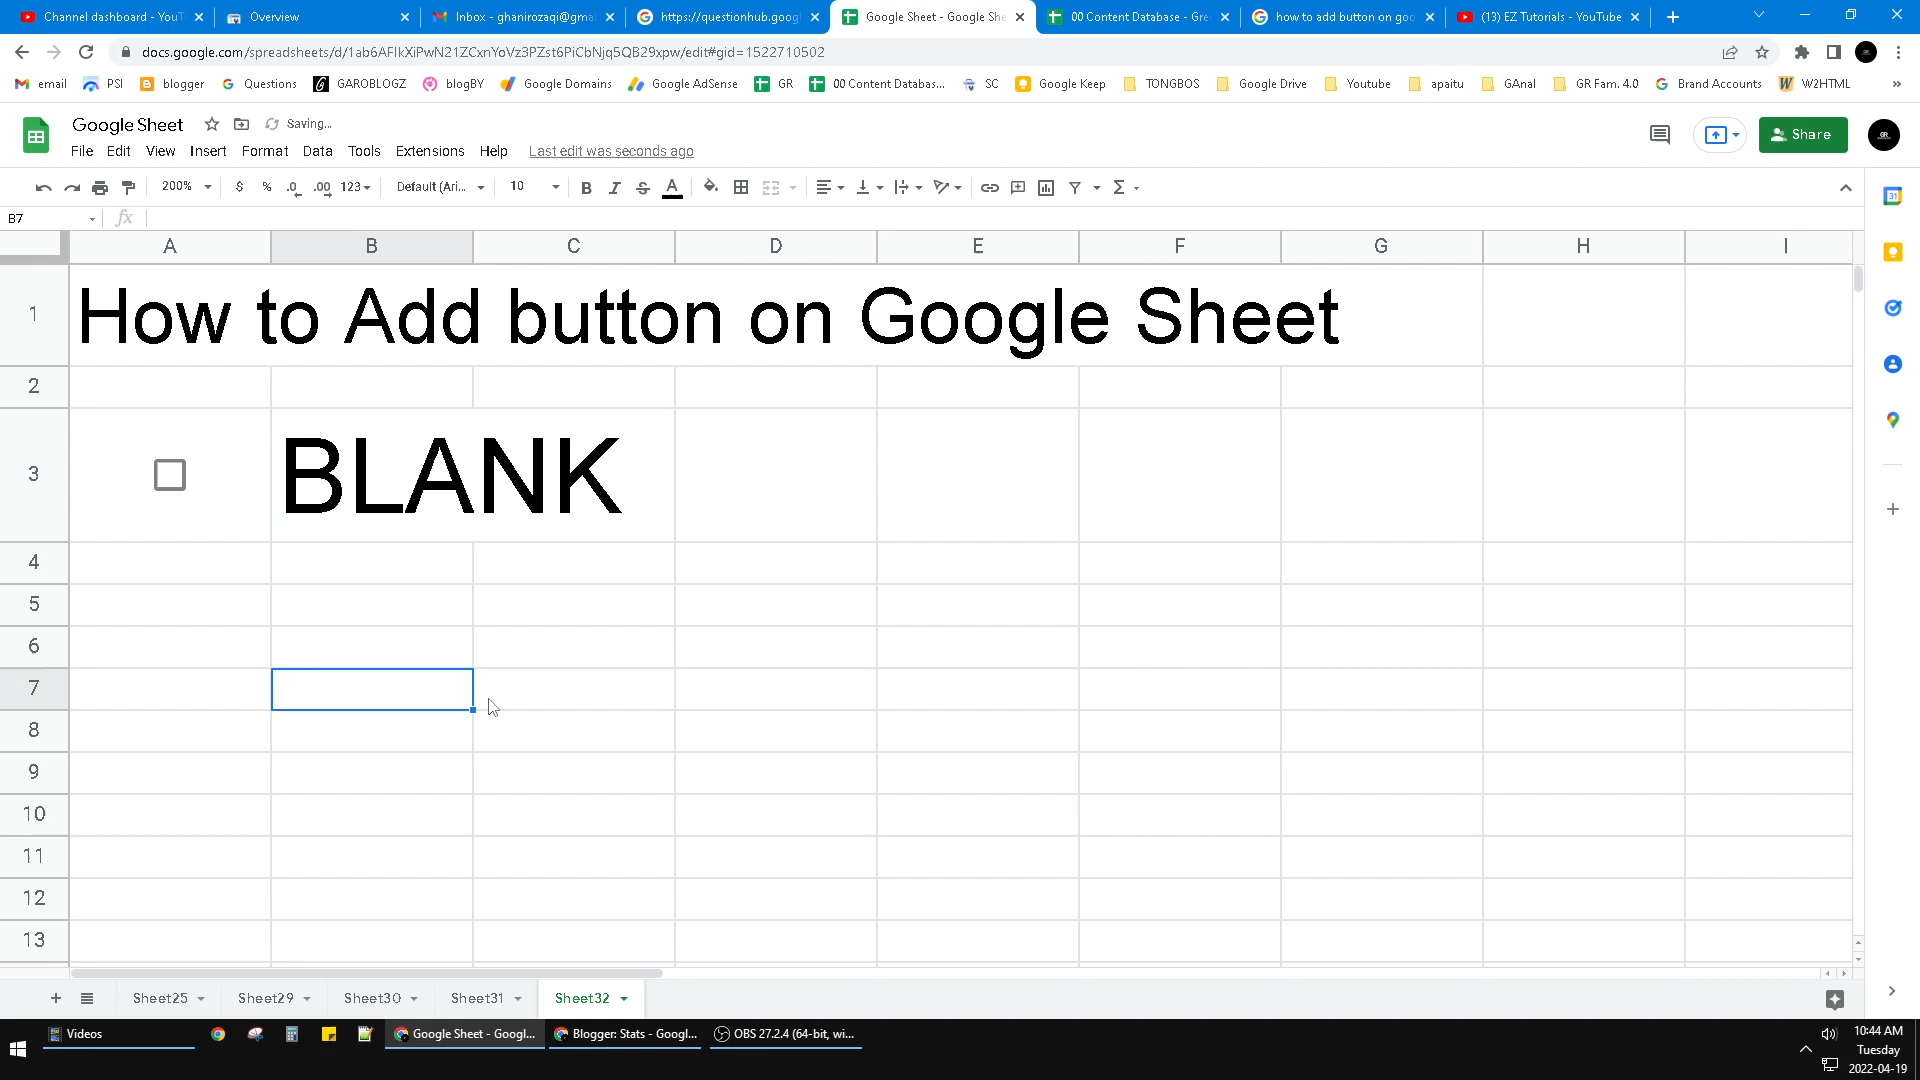 Channel dashboard - YouT
Overview
Inbox - ghanirozaqi@gma
https://questionhub.googl
Google Sheet - Google She
00 Content Database - Gre
how to add button on goo
(13) EZ Tutorials - YouTube
docs.google.com/spreadsheets/d/1ab6AFIkXiPwN21ZCxnYoVz3PZst6PiCbNjq5QB29xpw/edit#gid=1522710502
email
PSI
blogger
Questions
GAROBLOGZ
blogBY
Google Domains
Google AdSense
GR
00 Content Databas...
SC
Google Keep
TONGBOS
Google Drive
Youtube
apaitu
GAnal
GR Fam. 4.0
Brand Accounts
W2HTML
Google Sheet
Saving...
Share
File Edit View Insert Format Data Tools Extensions Help Last edit was seconds ago
200% $ % .0 .00 123 Default (Ari... 10 B I S A
B7 fx
A B C D E F G H I
1 How to Add button on Google Sheet
2
3 BLANK
4
5
6
7
8
9
10
11
12
13
Sheet25
Sheet29
Sheet30
Sheet31
Sheet32
Videos
Google Sheet - Googl...
Blogger: Stats - Googl...
OBS 27.2.4 (64-bit, wi...
10:44 AM
Tuesday
2022-04-19